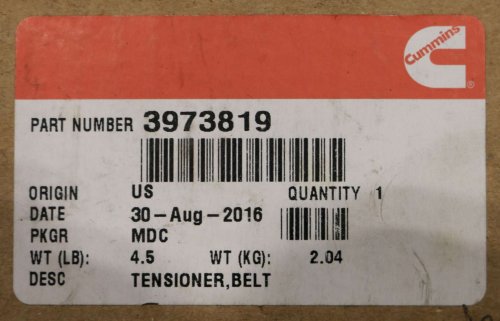 Cummins
PART NUMBER 3973819
ORIGIN US QUANTITY 1
DATE 30-Aug-2016
PKGR MDC
WT (LB): 4.5 WT (KG): 2.04
DESC TENSIONER,BELT